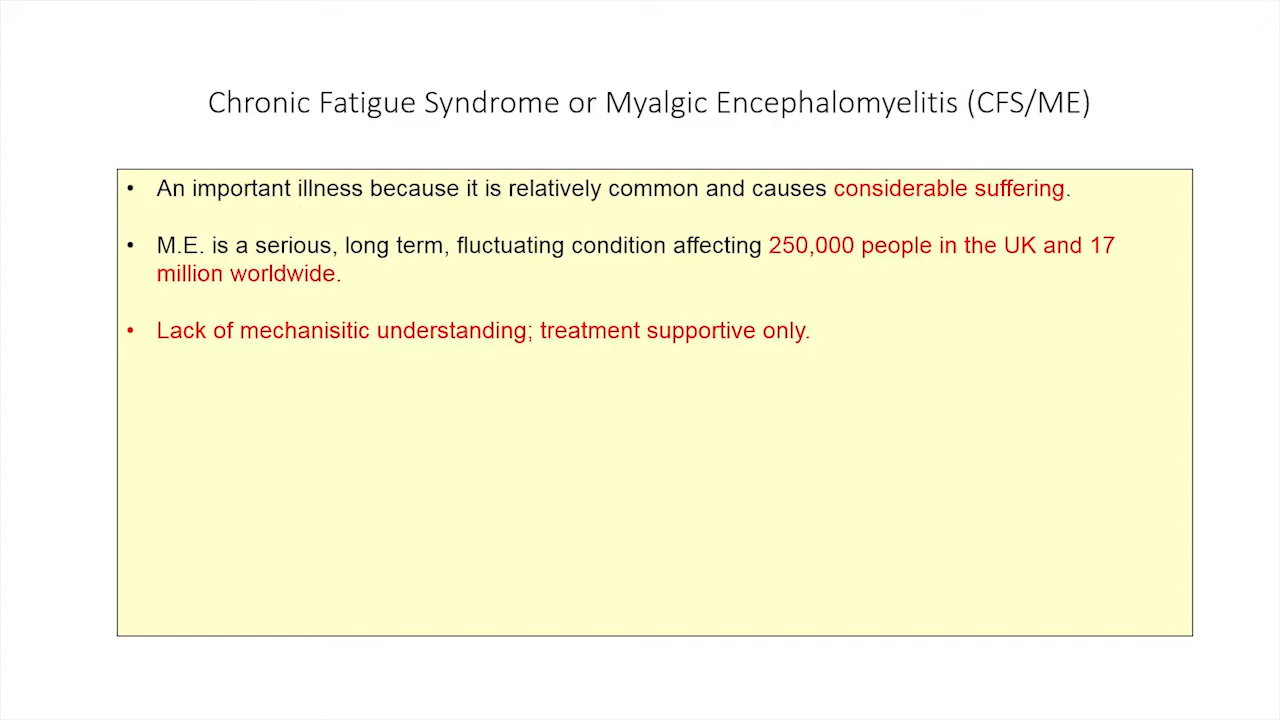 Chronic Fatigue Syndrome or Myalgic Encephalomyelitis (CFS/ME)
• An important illness because it is relatively common and causes considerable suffering.
• M.E. is a serious, long term, fluctuating condition affecting 250,000 people in the UK and 17
million worldwide.
• Lack of mechanisitic understanding; treatment supportive only.